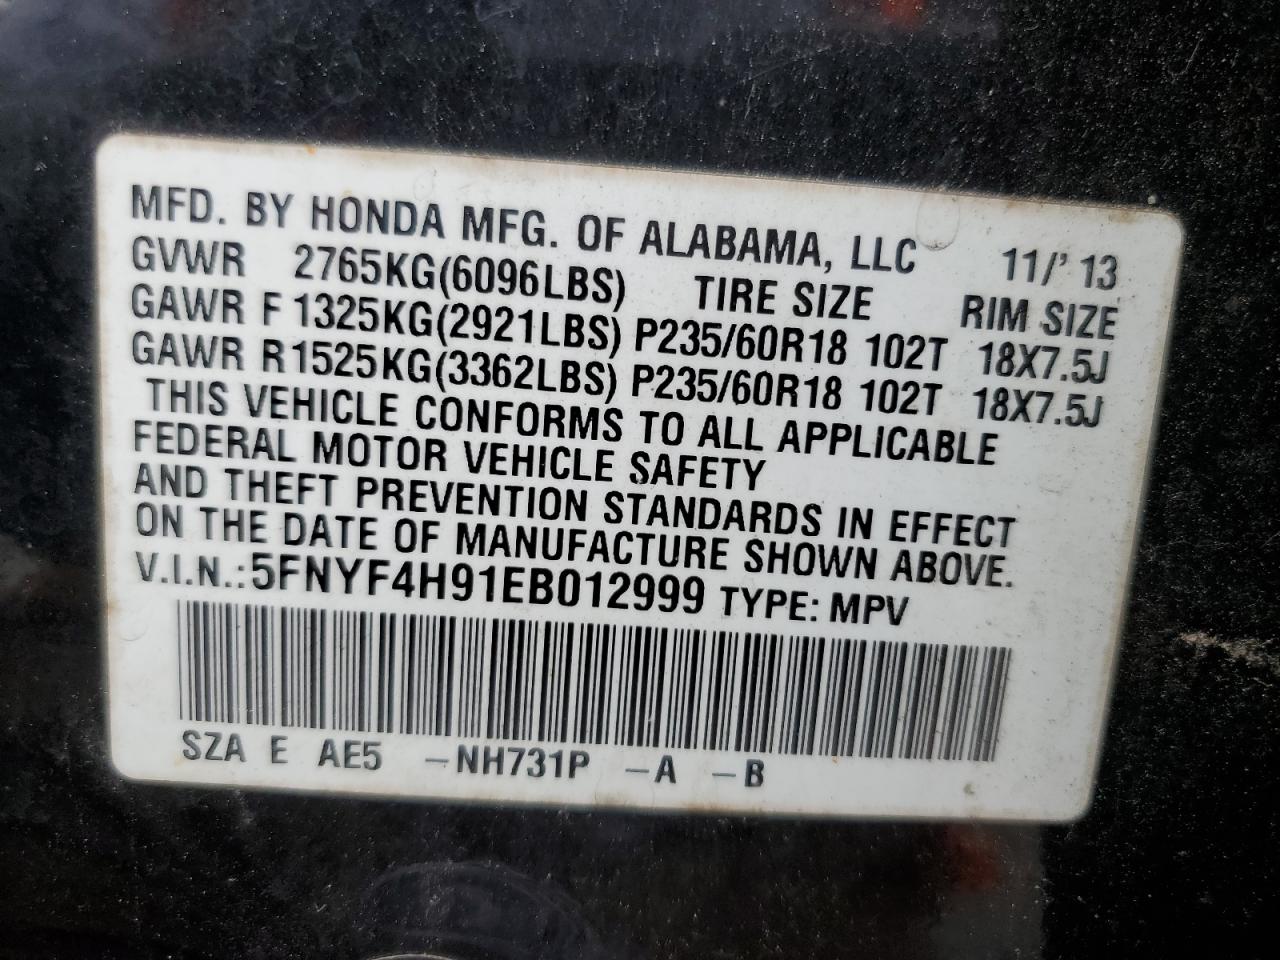 MFD. BY HONDA MFG. OF ALABAMA, LLC 11/' 13
GVWR 2765KG(6096LBS) TIRE SIZE RIM SIZE
GAWR F 1325KG(2921LBS) P235/60R18 102T 18X7.5J
GAWR R1525KG(3362LBS) P235/60R18 102T 18X7.5J
THIS VEHICLE CONFORMS TO ALL APPLICABLE
FEDERAL MOTOR VEHICLE SAFETY
AND THEFT PREVENTION STANDARDS IN EFFECT
ON THE DATE OF MANUFACTURE SHOWN ABOVE.
V.I.N.:5FNYF4H91EB012999 TYPE: MPV
SZA E AE5 -NH731P -A -B